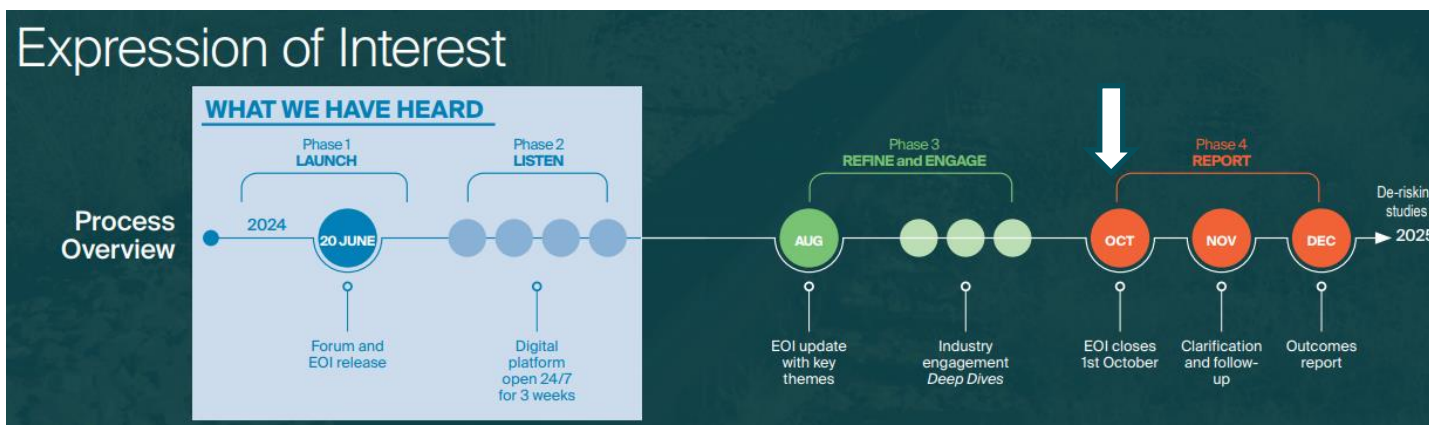 Expression of Interest
WHAT WE HAVE HEARD
Phase 1
LAUNCH
Phase 2
LISTEN
Phase 3
REFINE and ENGAGE
Phase 4
REPORT
Process
Overview
2024
20 JUNE
AUG
OCT
NOV
DEC
De-riskin
studies
2025
Forum and
EOI release
Digital
platform
open 24/7
for 3 weeks
EOI update
with key
themes
Industry
engagement
Deep Dives
EOI closes
1st October
Clarification
and follow-
up
Outcomes
report